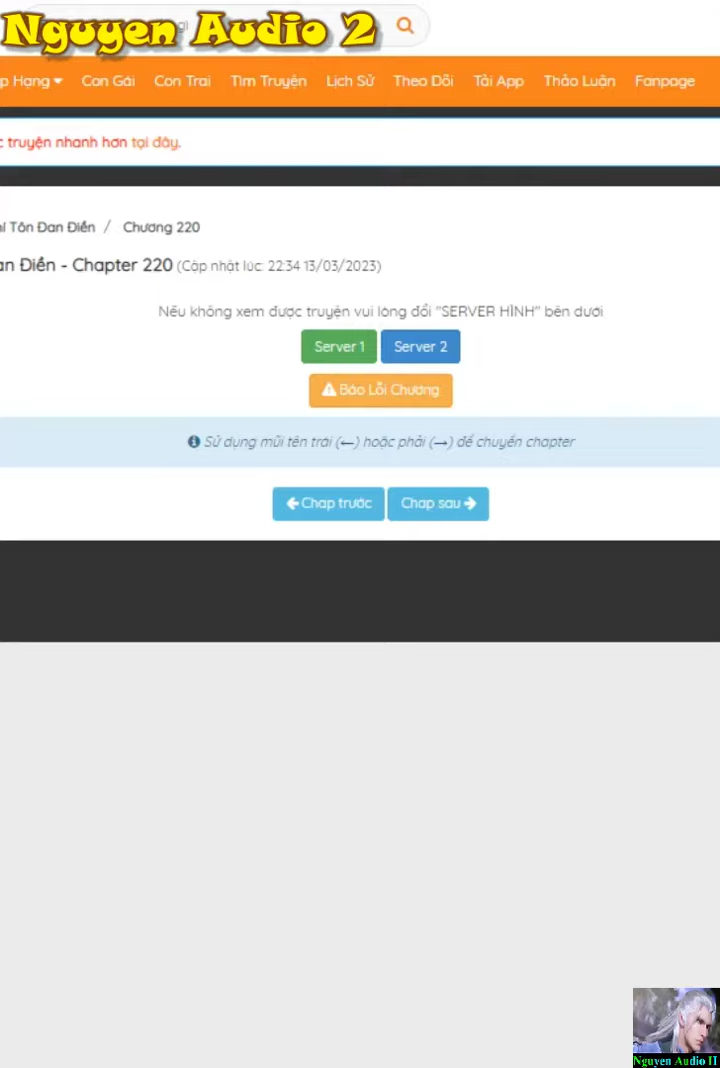 Nguyen Audio 2
p Hạng Con Gái Con Trai Tìm Truyện Lịch Sử Theo Dõi Tải App Thảo Luận Fanpage
truyện nhanh hơn tại đây.
Tôn Đan Điền / Chương 220
an Điền - Chapter 220 (Cập nhật lúc: 22:34 13/03/2023)
Nếu không xem được truyện vui lòng đổi "SERVER HÌNH" bên dưới
Server 1 Server 2
Báo Lỗi Chương
Sử dụng mũi tên trái (←) hoặc phải (→) để chuyển chapter
Chap trước Chap sau
Nguyen Audio II